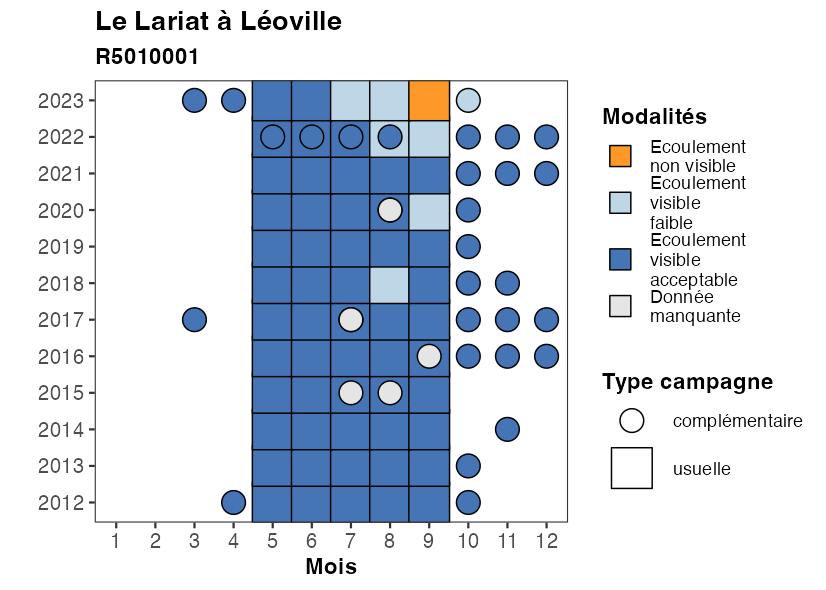 Le Lariat à Léoville
R5010001
2023
2022
2021
2020
2019
2018
2017
2016
2015
2014
2013
2012
1 2 3 4 5 6 7 8 9 10 11 12
Mois
Modalités
Ecoulement
non visible
Ecoulement
visible
faible
Ecoulement
visible
acceptable
Donnée
manquante
Type campagne
complémentaire
usuelle